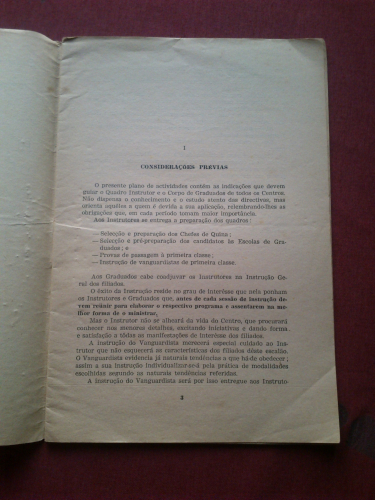 I
CONSIDERAÇÕES PRÉVIAS
O presente plano de actividades contém as indicações que devem
guiar o Quadro Instrutor e o Corpo de Graduados de todos os Centros.
Não dispensa o conhecimento e o estudo atento das directivas, mas
orienta aqueles a quem é devida a sua aplicação, relembrando-lhes as
obrigações que, em cada período tomam maior importância.
Aos Instrutores se entrega a preparação dos quadros:
— Selecção e preparação dos Chefes de Quina;
— Selecção e pré-preparação dos candidatos às Escolas de Gra-
duados; e
— Provas de passagem à primeira classe;
— Instrução de vanguardistas de primeira classe.
Aos Graduados cabe coadjuvar os Instrutores na Instrução Ge-
ral dos filiados.
O êxito da Instrução reside no grau de interêsse que nela ponham
os Instrutores e Graduados que, antes de cada sessão da instrução de-
vem reünir para elaborar o respectivo programa e assentarem na me-
lhor forma de o ministrar.
Mas o Instrutor não se alheará da vida do Centro, que procurará
conhecer nos menores detalhes, excitando iniciativas e dando forma
e satisfação a tôdas as manifestações de interêsse dos filiados.
A instrução do Vanguardista merecerá especial cuidado ao Ins-
trutor que não esquecerá as características dos filiados dêste escalão.
O Vanguardista evidencia já naturais tendências a que há de obedecer;
assim a sua instrução individualizar-se-á pela prática de modalidades
escolhidas segundo as naturais tendências referidas.
A instrução do Vanguardista será por isso entregue aos Instruto-
3